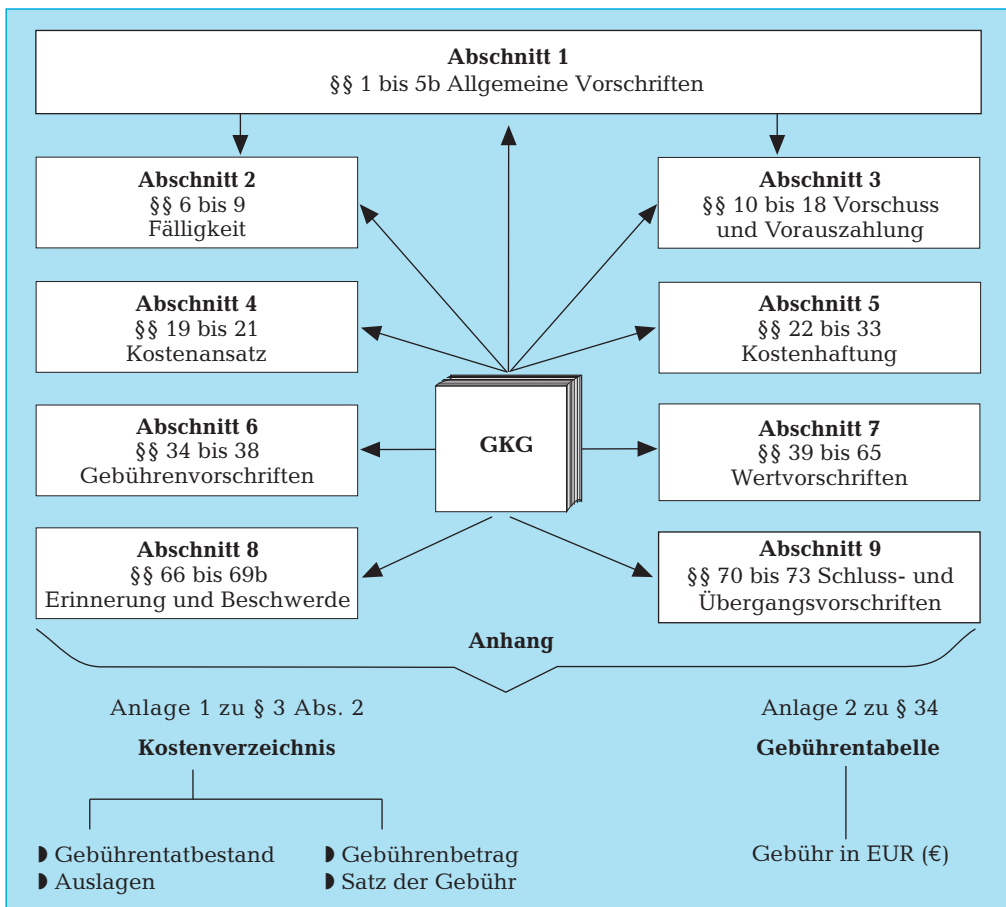 Abschnitt 1
§§ 1 bis 5b Allgemeine Vorschriften
Abschnitt 2
§§ 6 bis 9
Fälligkeit
Abschnitt 3
§§ 10 bis 18 Vorschuss
und Vorauszahlung
Abschnitt 4
§§ 19 bis 21
Kostenansatz
Abschnitt 5
§§ 22 bis 33
Kostenhaftung
GKG
Abschnitt 6
§§ 34 bis 38
Gebührenvorschriften
Abschnitt 7
§§ 39 bis 65
Wertvorschriften
Abschnitt 8
§§ 66 bis 69b
Erinnerung und Beschwerde
Abschnitt 9
§§ 70 bis 73 Schluss- und
Übergangsvorschriften
Anhang
Anlage 1 zu § 3 Abs. 2
Kostenverzeichnis
◗ Gebührentatbestand
◗ Auslagen
◗ Gebührenbetrag
◗ Satz der Gebühr
Anlage 2 zu § 34
Gebührentabelle
Gebühr in EUR (€)